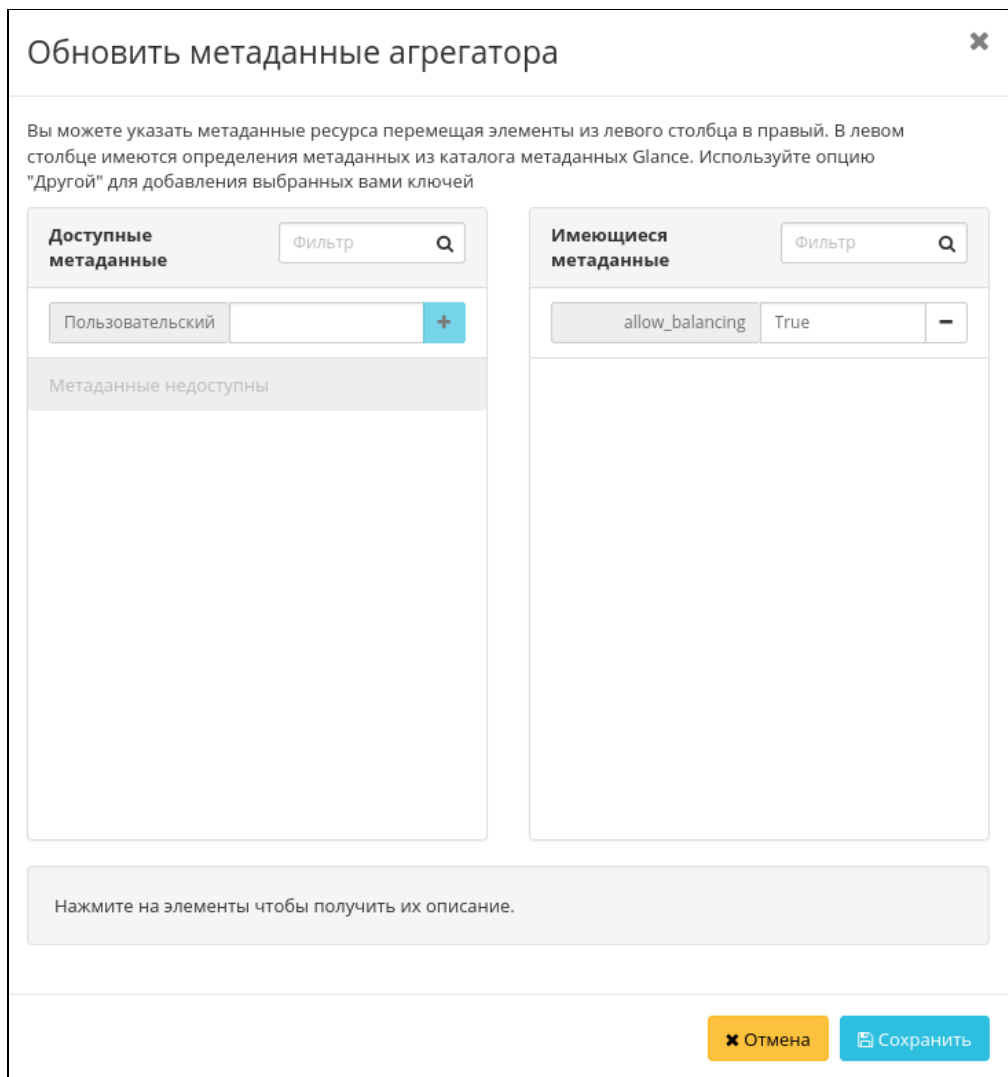 Обновить метаданные агрегатора
Вы можете указать метаданные ресурса перемещая элементы из левого столбца в правый. В левом
столбце имеются определения метаданных из каталога метаданных Glance. Используйте опцию
"Другой" для добавления выбранных вами ключей
Доступные
метаданные
Фильтр
Пользовательский
Метаданные недоступны
Имеющиеся
метаданные
Фильтр
allow_balancing
True
Нажмите на элементы чтобы получить их описание.
Отмена
Сохранить